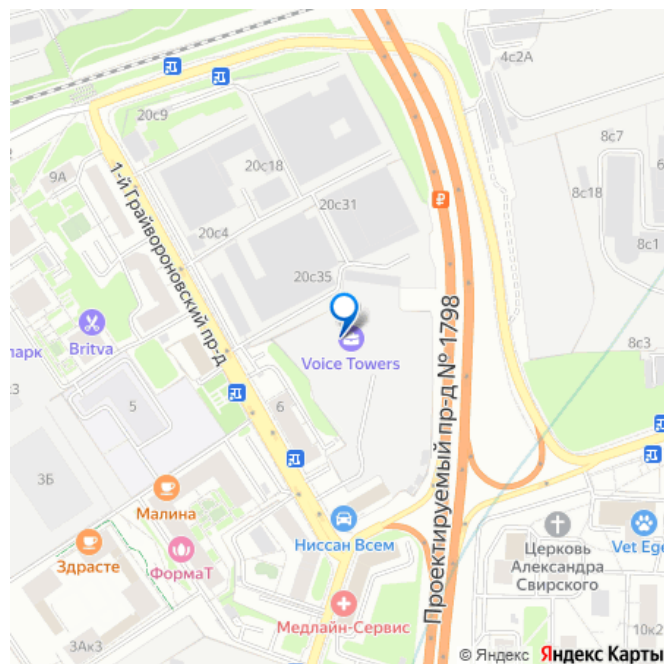 4с2А
20с9
8с7
9А
20с18
8с18
20с31
20с4
8с1
1-й Грайвороновский пр-д
20с35
Проектируемый пр-д № 1798
парк
Britva
Voice Towers
8с3
5
6
3Б
Малина
Ниссан Всем
Здрасте
ФормаТ
Церковь
Александра
Свирского
Vet Ege
Медлайн-Сервис
10к2
3Ак3
© Яндекс Яндекс Карты